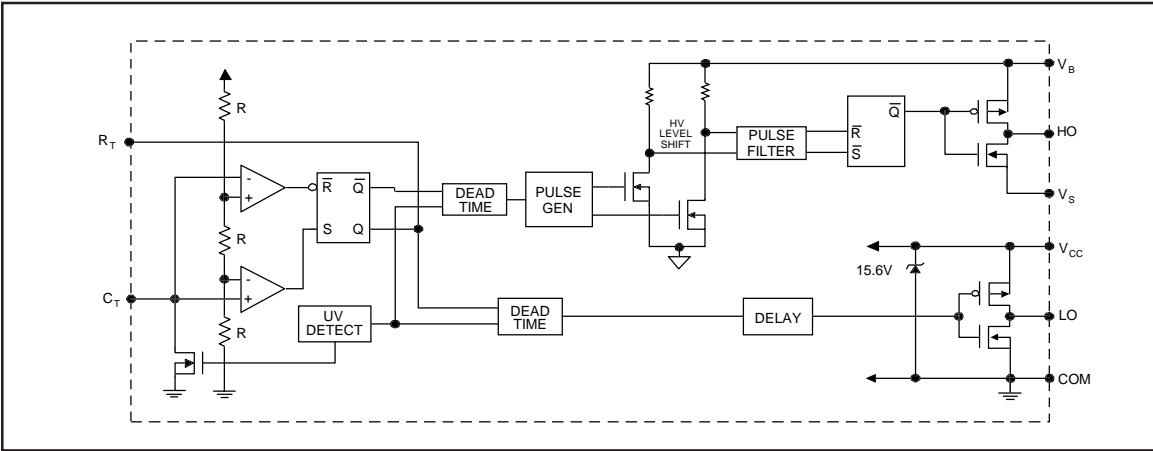 V_B
R
R_T
HV
LEVEL
SHIFT
PULSE
FILTER
R̅
S̅
Q̅
HO
-
+
R̅
Q̅
S
Q
DEAD
TIME
PULSE
GEN
V_S
R
V_CC
15.6V
-
+
C_T
R
UV
DETECT
DEAD
TIME
DELAY
LO
COM